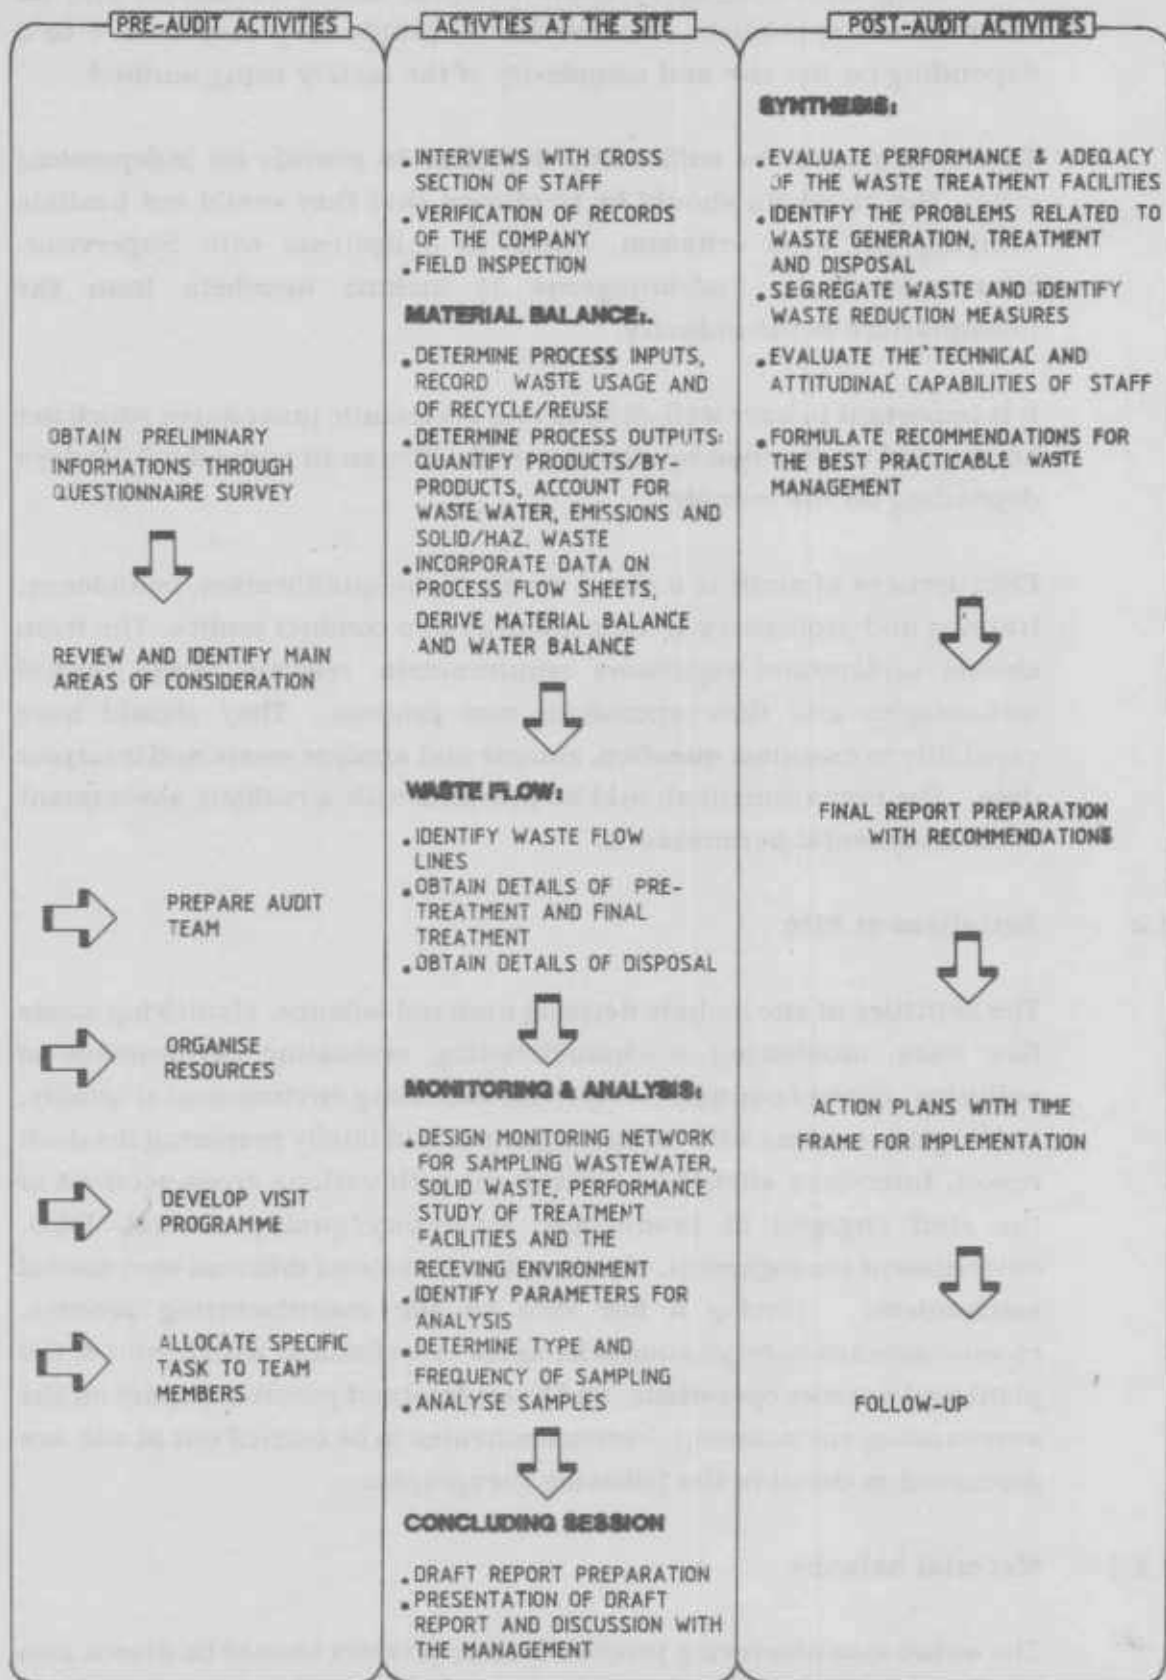 PRE-AUDIT ACTIVITIES
OBTAIN PRELIMINARY
INFORMATIONS THROUGH
QUESTIONNAIRE SURVEY
REVIEW AND IDENTIFY MAIN
AREAS OF CONSIDERATION
PREPARE AUDIT
TEAM
ORGANISE
RESOURCES
DEVELOP VISIT
PROGRAMME
ALLOCATE SPECIFIC
TASK TO TEAM
MEMBERS
ACTIVTIES AT THE SITE
• INTERVIEWS WITH CROSS
SECTION OF STAFF
• VERIFICATION OF RECORDS
OF THE COMPANY
• FIELD INSPECTION
MATERIAL BALANCE:.
• DETERMINE PROCESS INPUTS,
RECORD WASTE USAGE AND
OF RECYCLE/REUSE
• DETERMINE PROCESS OUTPUTS:
QUANTIFY PRODUCTS/BY-
PRODUCTS, ACCOUNT FOR
WASTE WATER, EMISSIONS AND
SOLID/HAZ. WASTE
• INCORPORATE DATA ON
PROCESS FLOW SHEETS,
DERIVE MATERIAL BALANCE
AND WATER BALANCE
WASTE FLOW:
• IDENTIFY WASTE FLOW
LINES
• OBTAIN DETAILS OF PRE-
TREATMENT AND FINAL
TREATMENT
• OBTAIN DETAILS OF DISPOSAL
MONITORING & ANALYSIS:
• DESIGN MONITORING NETWORK
FOR SAMPLING WASTEWATER,
SOLID WASTE, PERFORMANCE
STUDY OF TREATMENT
FACILITIES AND THE
RECEVING ENVIRONMENT
• IDENTIFY PARAMETERS FOR
ANALYSIS
• DETERMINE TYPE AND
FREQUENCY OF SAMPLING
• ANALYSE SAMPLES
CONCLUDING SESSION
• DRAFT REPORT PREPARATION
• PRESENTATION OF DRAFT
REPORT AND DISCUSSION WITH
THE MANAGEMENT
POST-AUDIT ACTIVITIES
SYNTHESIS:
• EVALUATE PERFORMANCE & ADEQACY
OF THE WASTE TREATMENT FACILITIES
• IDENTIFY THE PROBLEMS RELATED TO
WASTE GENERATION, TREATMENT
AND DISPOSAL
• SEGREGATE WASTE AND IDENTIFY
WASTE REDUCTION MEASURES
• EVALUATE THE TECHNICAL AND
ATTITUDINAL CAPABILITIES OF STAFF
• FORMULATE RECOMMENDATIONS FOR
THE BEST PRACTICABLE WASTE
MANAGEMENT
FINAL REPORT PREPARATION
WITH RECOMMENDATIONS
ACTION PLANS WITH TIME
FRAME FOR IMPLEMENTATION
FOLLOW-UP